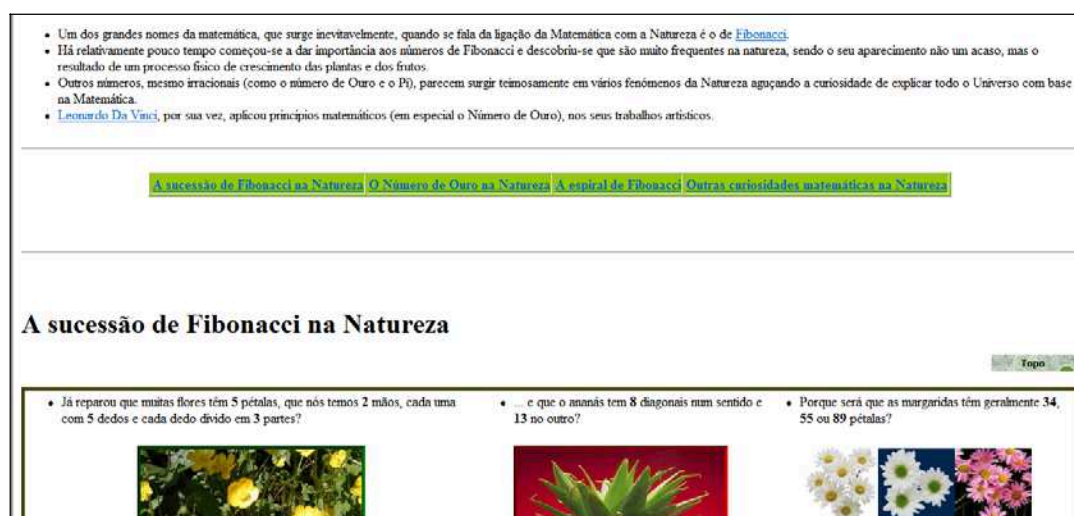 Um dos grandes nomes da matemática, que surge inevitavelmente, quando se fala da ligação da Matemática com a Natureza é o de Fibonacci.
Há relativamente pouco tempo começou-se a dar importância aos números de Fibonacci e descobriu-se que são muito frequentes na natureza, sendo o seu aparecimento não um acaso, mas o
resultado de um processo físico de crescimento das plantas e dos frutos.
Outros números, mesmo irracionais (como o número de Ouro e o Pi), parecem surgir teimosamente em vários fenómenos da Natureza aguçando a curiosidade de explicar todo o Universo com base
na Matemática.
Leonardo Da Vinci, por sua vez, aplicou princípios matemáticos (em especial o Número de Ouro), nos seus trabalhos artísticos.
A sucessão de Fibonacci na Natureza O Número de Ouro na Natureza A espiral de Fibonacci Outras curiosidades matemáticas na Natureza
A sucessão de Fibonacci na Natureza
Topo
Já reparou que muitas flores têm 5 pétalas, que nós temos 2 mãos, cada uma
com 5 dedos e cada dedo divido em 3 partes?
... e que o ananás tem 8 diagonais num sentido e
13 no outro?
Porque será que as margaridas têm geralmente 34,
55 ou 89 pétalas?